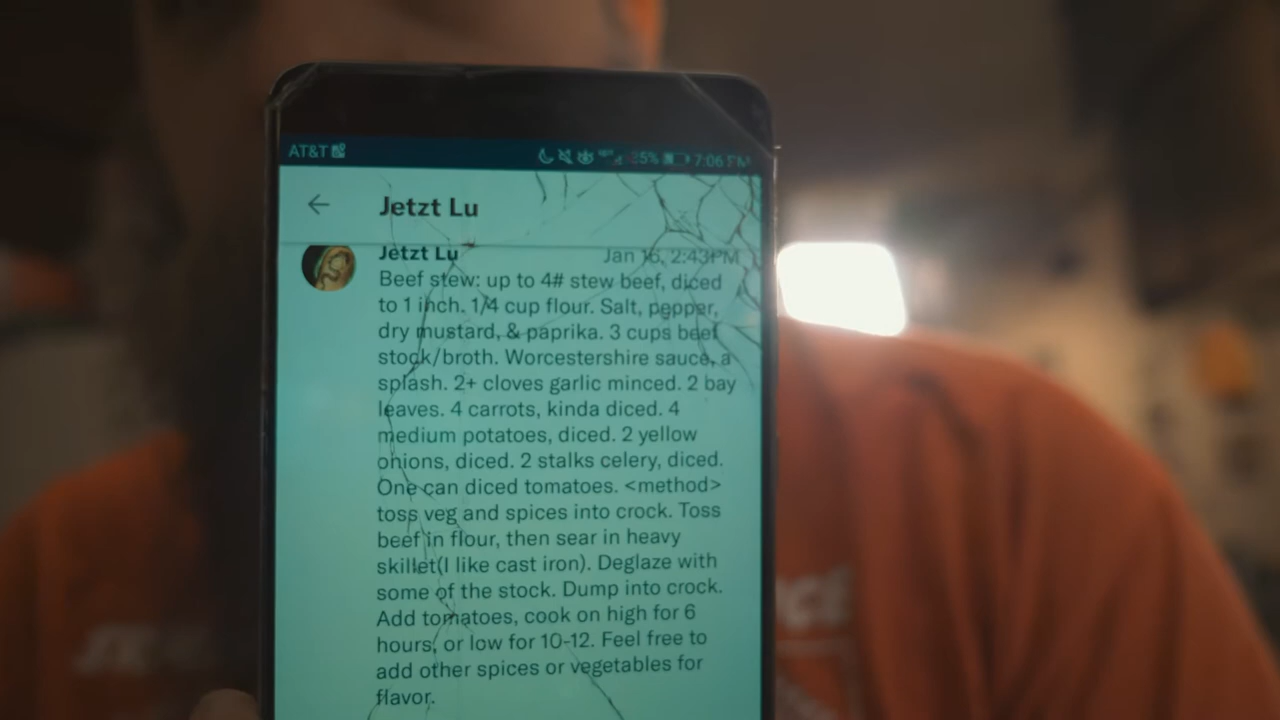 AT&T 35% 7:06 PM
Jetzt Lu
Jetzt Lu Jan 16, 2:43PM
Beef stew: up to 4# stew beef, diced
to 1 inch. 1/4 cup flour. Salt, pepper,
dry mustard, & paprika. 3 cups beef
stock/broth. Worcestershire sauce, a
splash. 2+ cloves garlic minced. 2 bay
leaves. 4 carrots, kinda diced. 4
medium potatoes, diced. 2 yellow
onions, diced. 2 stalks celery, diced.
One can diced tomatoes. <method>
toss veg and spices into crock. Toss
beef in flour, then sear in heavy
skillet(I like cast iron). Deglaze with
some of the stock. Dump into crock.
Add tomatoes, cook on high for 6
hours, or low for 10-12. Feel free to
add other spices or vegetables for
flavor.